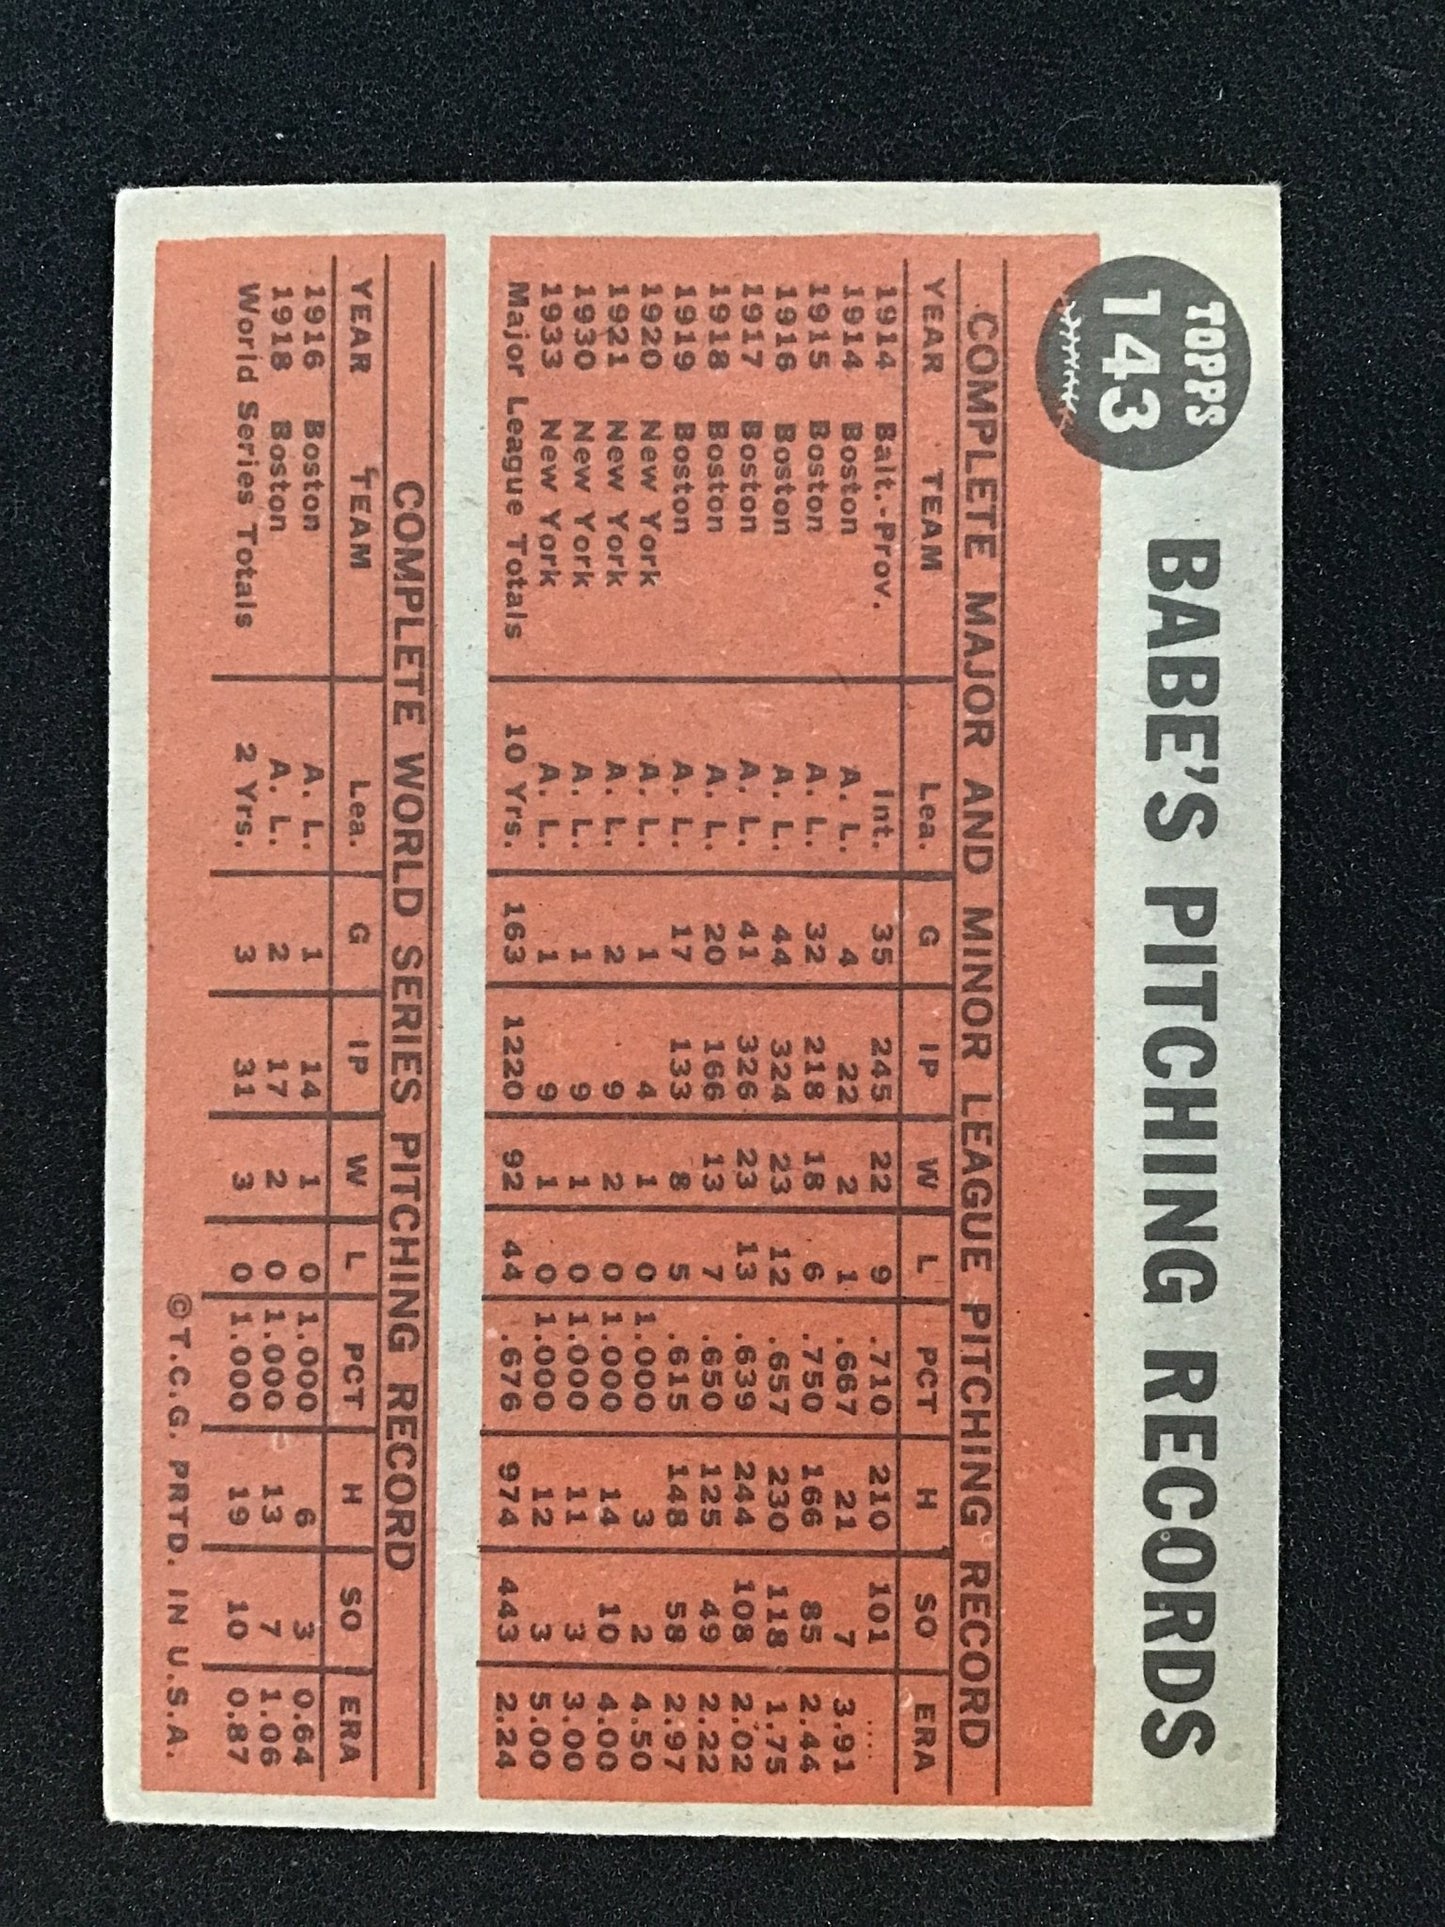 TOPPS
143
BABE'S PITCHING RECORDS
COMPLETE MAJOR AND MINOR LEAGUE PITCHING RECORD
YEAR TEAM Lea. G IP W L PCT H SO ERA
1914 Balt.-Prov. Int. 35 245 22 9 .710 210 101 ....
1914 Boston A. L. 4 22 2 1 .667 21 7 3.91
1915 Boston A. L. 32 218 18 6 .750 166 85 2.44
1916 Boston A. L. 44 324 23 12 .657 230 118 1.75
1917 Boston A. L. 41 326 23 13 .639 244 108 2.02
1918 Boston A. L. 20 166 13 7 .650 125 49 2.22
1919 Boston A. L. 17 133 8 5 .615 148 58 2.97
1920 New York A. L. 1 4 1 0 1.000 3 2 4.50
1921 New York A. L. 2 9 2 0 1.000 14 10 4.00
1930 New York A. L. 1 9 1 0 1.000 11 3 3.00
1933 New York A. L. 1 9 1 0 1.000 12 3 5.00
Major League Totals 10 Yrs. 163 1220 92 44 .676 974 443 2.24
COMPLETE WORLD SERIES PITCHING RECORD
YEAR TEAM Lea. G IP W L PCT H SO ERA
1916 Boston A. L. 1 14 1 0 1.000 6 3 0.64
1918 Boston A. L. 2 17 2 0 1.000 13 7 1.06
World Series Totals 2 Yrs. 3 31 3 0 1.000 19 10 0.87
©T.C.G. PRTD. IN U.S.A.